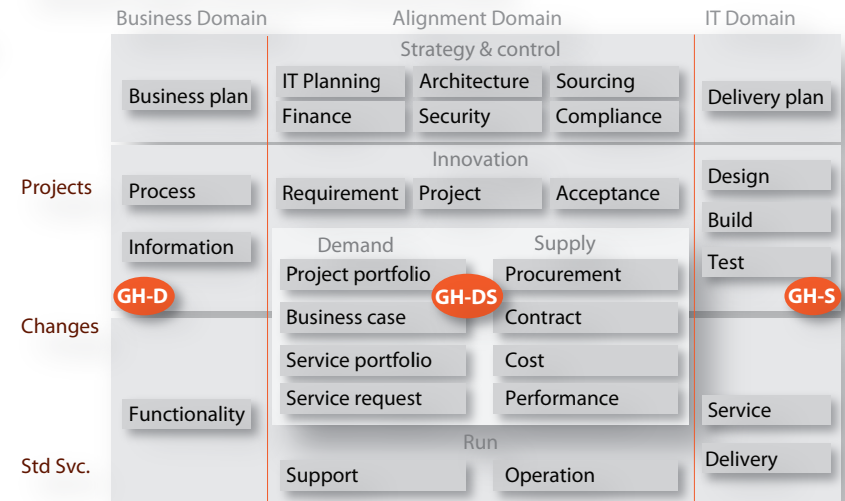 Business Domain
Alignment Domain
IT Domain
Strategy & control
Business plan
IT Planning
Architecture
Sourcing
Finance
Security
Compliance
Delivery plan
Innovation
Projects
Process
Requirement
Project
Acceptance
Design
Build
Information
Demand
Supply
Test
Project portfolio
Procurement
GH-D
GH-DS
GH-S
Changes
Business case
Contract
Service portfolio
Cost
Functionality
Service request
Performance
Service
Run
Std Svc.
Support
Operation
Delivery